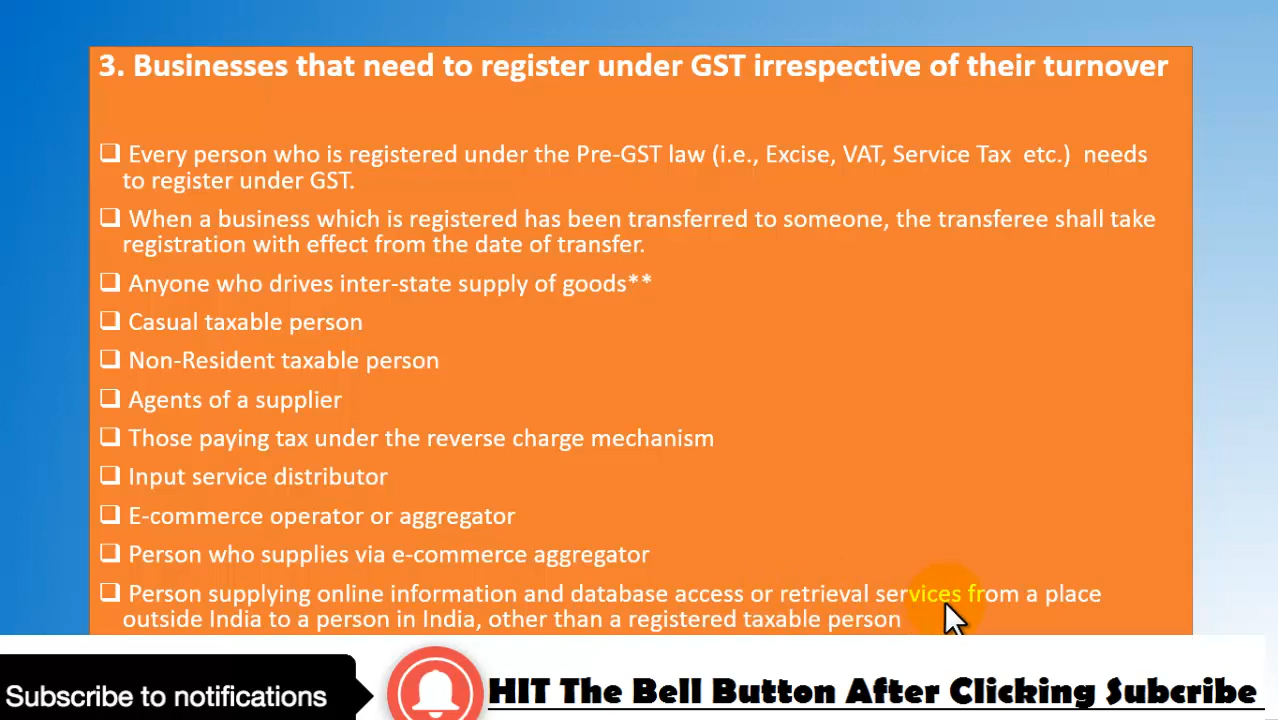 3. Businesses that need to register under GST irrespective of their turnover
Every person who is registered under the Pre-GST law (i.e., Excise, VAT, Service Tax etc.) needs
to register under GST.
When a business which is registered has been transferred to someone, the transferee shall take
registration with effect from the date of transfer.
Anyone who drives inter-state supply of goods**
Casual taxable person
Non-Resident taxable person
Agents of a supplier
Those paying tax under the reverse charge mechanism
Input service distributor
E-commerce operator or aggregator
Person who supplies via e-commerce aggregator
Person supplying online information and database access or retrieval services from a place
outside India to a person in India, other than a registered taxable person
Subscribe to notifications
HIT The Bell Button After Clicking Subcribe